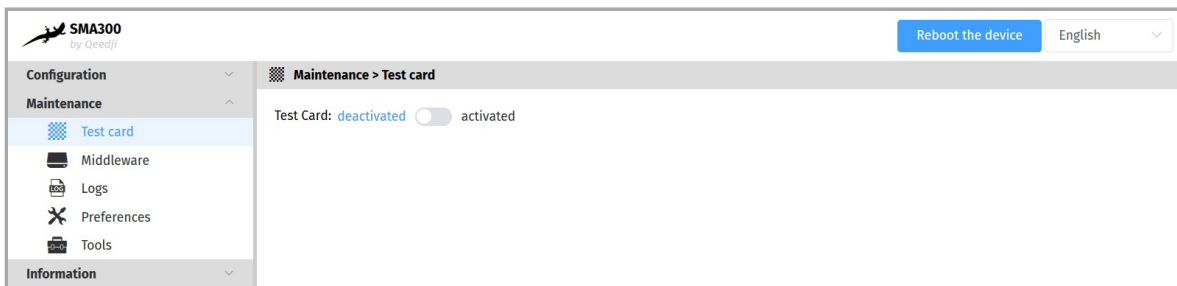 SMA300
by Qeedji
Reboot the device
English
Configuration
Maintenance
Test card
Middleware
LOG
Logs
Preferences
Tools
Information
Maintenance > Test card
Test Card: deactivated activated